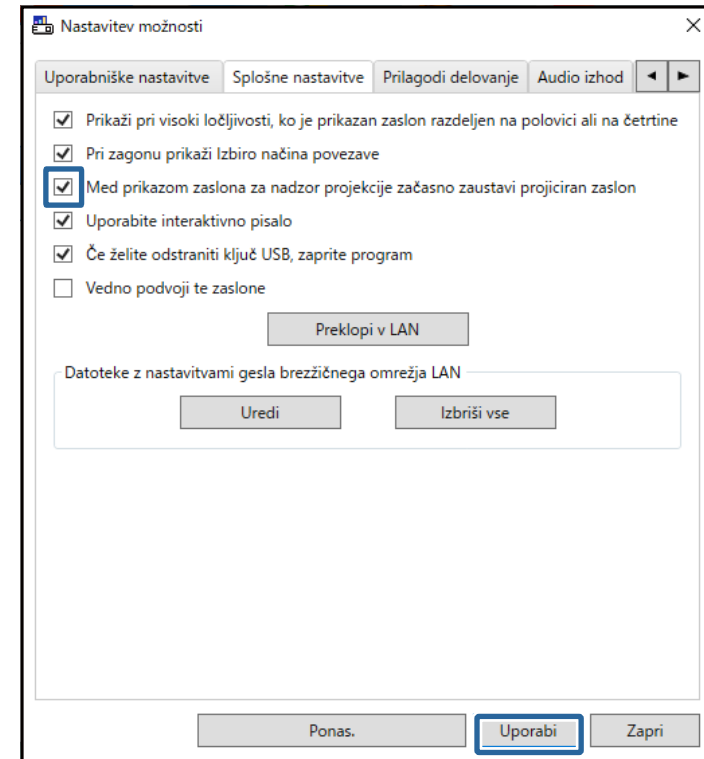 Nastavitev možnosti
Uporabniške nastavitve Splošne nastavitve Prilagodi delovanje Audio izhod
Prikaži pri visoki ločljivosti, ko je prikazan zaslon razdeljen na polovici ali na četrtine
Pri zagonu prikaži Izbiro načina povezave
Med prikazom zaslona za nadzor projekcije začasno zaustavi projiciran zaslon
Uporabite interaktivno pisalo
Če želite odstraniti ključ USB, zaprite program
Vedno podvoji te zaslone
Preklopi v LAN
Datoteke z nastavitvami gesla brezžičnega omrežja LAN
Uredi Izbriši vse
Ponas. Uporabi Zapri